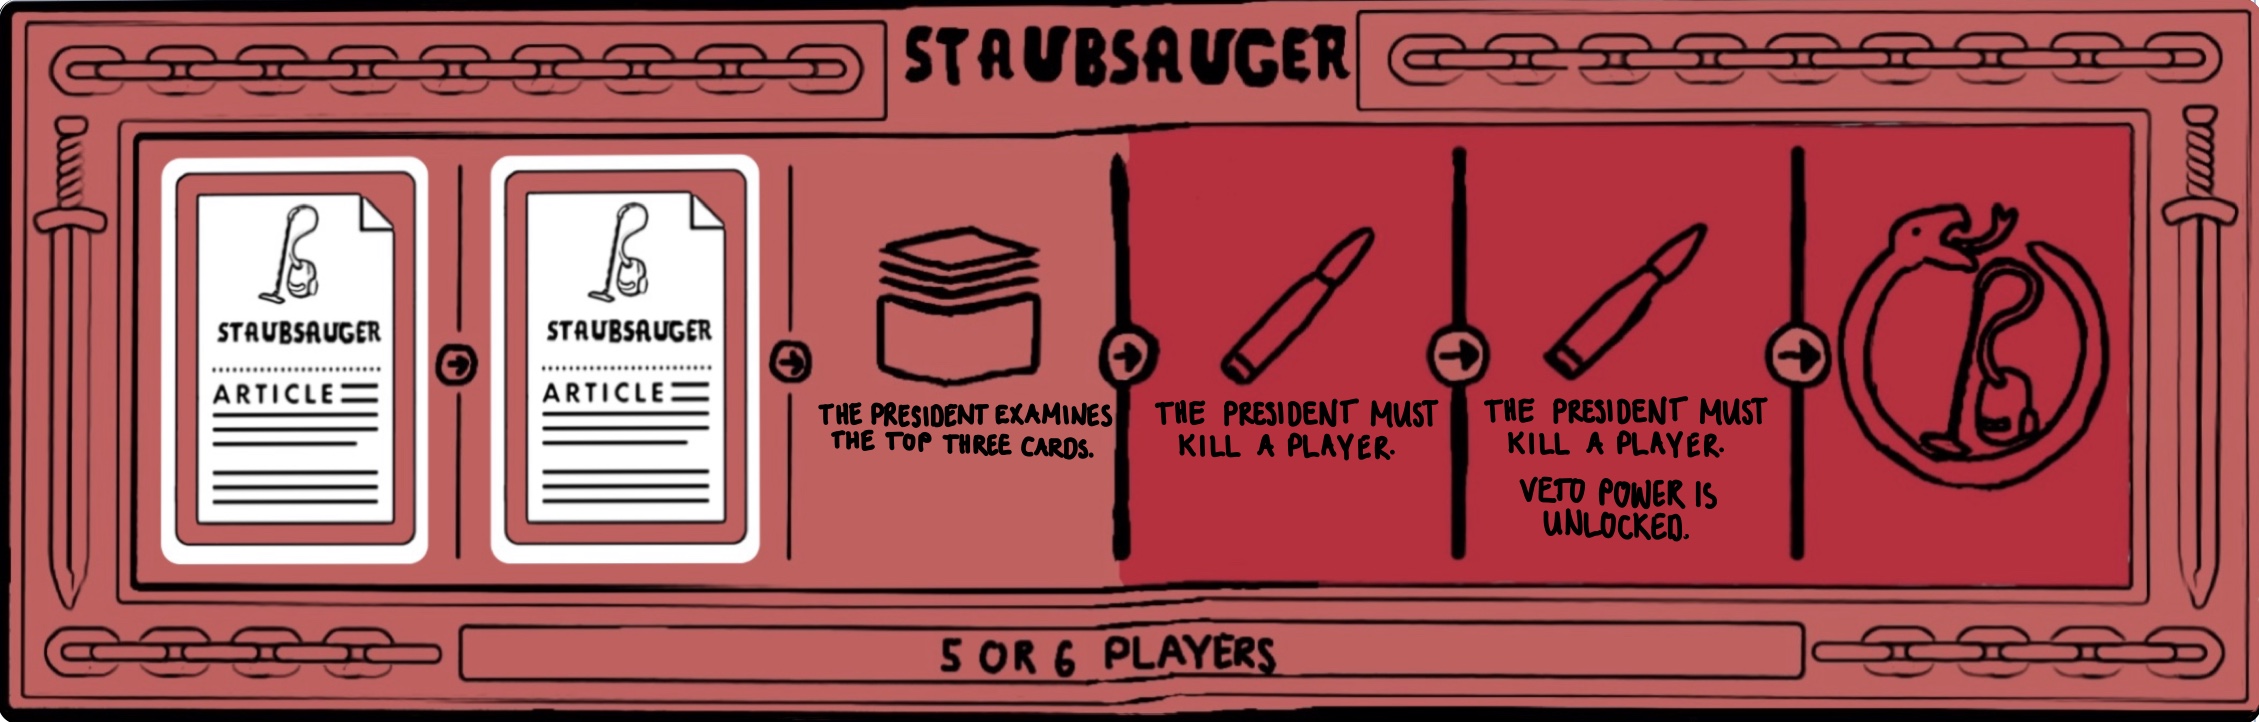 STAUBSAUGER
STAUBSAUGER
ARTICLE
STAUBSAUGER
ARTICLE
THE PRESIDENT EXAMINES
THE TOP THREE CARDS.
THE PRESIDENT MUST
KILL A PLAYER.
THE PRESIDENT MUST
KILL A PLAYER.
VETO POWER IS
UNLOCKED.
5 OR 6 PLAYERS